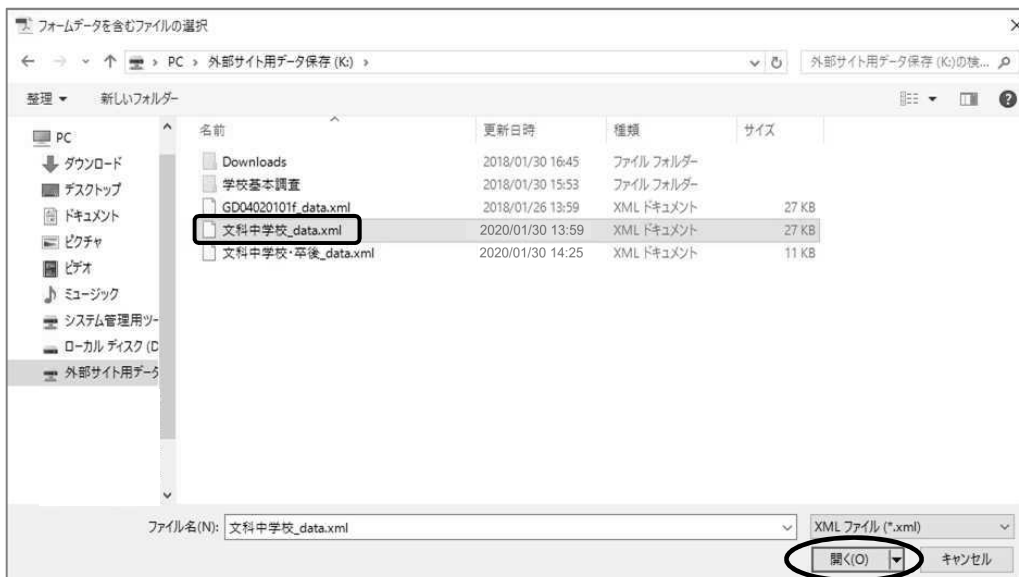 フォームデータを含むファイルの選択
PC › 外部サイト用データ保存 (K:) ›
外部サイト用データ保存 (K:)の検...
整理 新しいフォルダー
名前 更新日時 種類 サイズ
Downloads 2018/01/30 16:45 ファイル フォルダー
学校基本調査 2018/01/30 15:53 ファイル フォルダー
GD04020101f_data.xml 2018/01/26 13:59 XML ドキュメント 27 KB
文科中学校_data.xml 2020/01/30 13:59 XML ドキュメント 27 KB
文科中学校・卒後_data.xml 2020/01/30 14:25 XML ドキュメント 11 KB
PC
ダウンロード
デスクトップ
ドキュメント
ピクチャ
ビデオ
ミュージック
システム管理用ツー
ローカル ディスク (D
外部サイト用データ
ファイル名(N): 文科中学校_data.xml
XML ファイル (*.xml)
開く(O) キャンセル